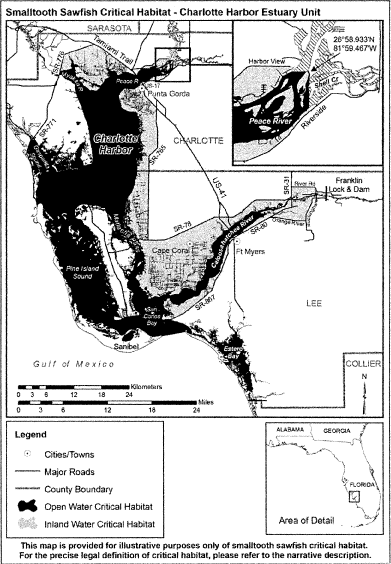 Smalltooth Sawfish Critical Habitat - Charlotte Harbor Estuary Unit
SARASOTA
Tamiami Trail
26°58.933'N
81°59.467'W
Harbor View
Shell Cr
Peace River
Riverside
Peace R
US-17
Punta Gorda
Charlotte
Harbor
CHARLOTTE
SR-771
SR-765
US-41
SR-31
River Rd
Franklin
Lock & Dam
SR-78
Caloosahatchee River
SR-80
Orange River
Cape Coral
Ft Myers
Pine Island
Sound
SR-867
San
Carlos
Bay
LEE
Sanibel
Estero
Bay
Gulf of Mexico
COLLIER
N
Kilometers
0 3 6 12 18 24
Miles
0 3 6 12 18 24
Legend
Cities/Towns
Major Roads
County Boundary
Open Water Critical Habitat
Inland Water Critical Habitat
ALABAMA
GEORGIA
FLORIDA
Area of Detail
This map is provided for illustrative purposes only of smalltooth sawfish critical habitat.
For the precise legal definition of critical habitat, please refer to the narrative description.